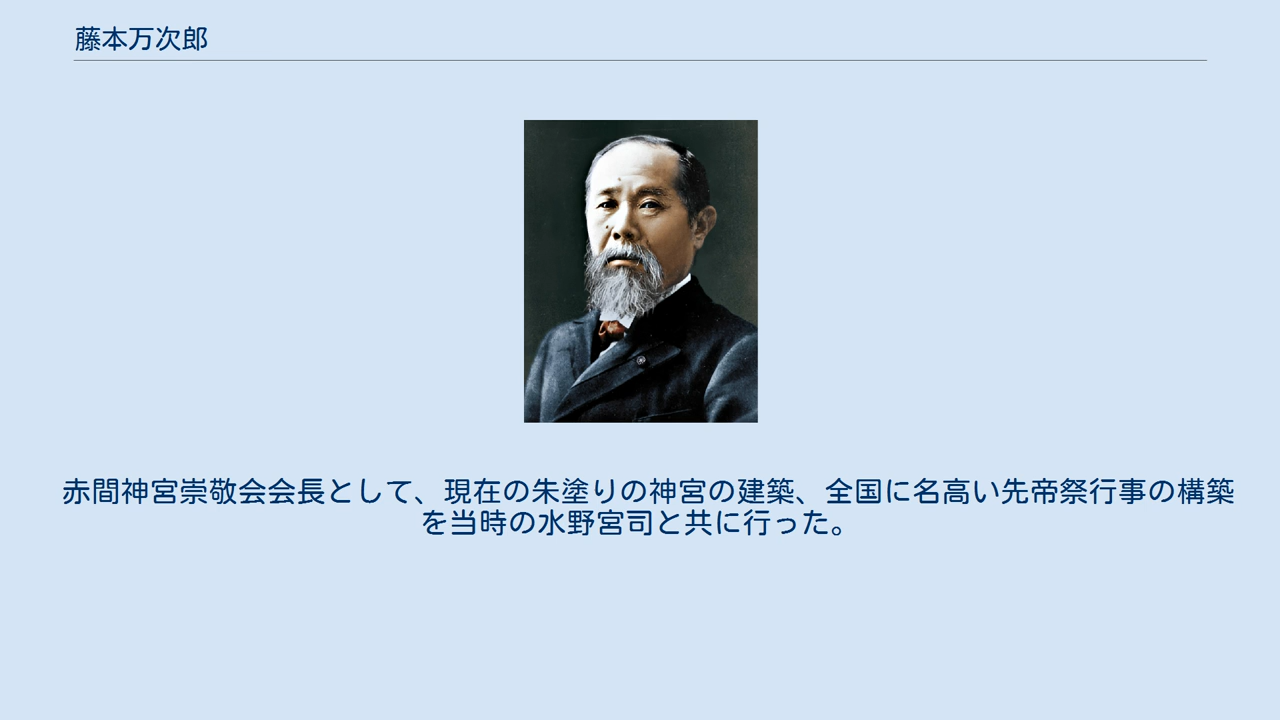 藤本万次郎
赤間神宮崇敬会会長として、現在の朱塗りの神宮の建築、全国に名高い先帝祭行事の構築
を当時の水野宮司と共に行った。